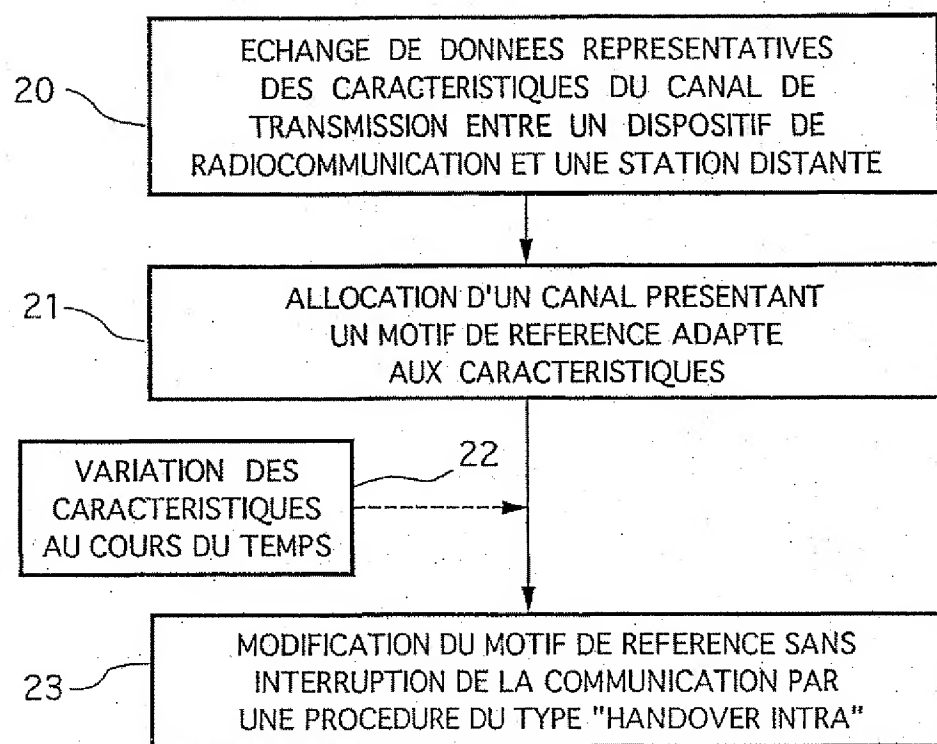 20
ECHANGE DE DONNEES REPRESENTATIVES
DES CARACTERISTIQUES DU CANAL DE
TRANSMISSION ENTRE UN DISPOSITIF DE
RADIOCOMMUNICATION ET UNE STATION DISTANTE
21
ALLOCATION D'UN CANAL PRESENTANT
UN MOTIF DE REFERENCE ADAPTE
AUX CARACTERISTIQUES
22
VARIATION DES
CARACTERISTIQUES
AU COURS DU TEMPS
23
MODIFICATION DU MOTIF DE REFERENCE SANS
INTERRUPTION DE LA COMMUNICATION PAR
UNE PROCEDURE DU TYPE "HANDOVER INTRA"